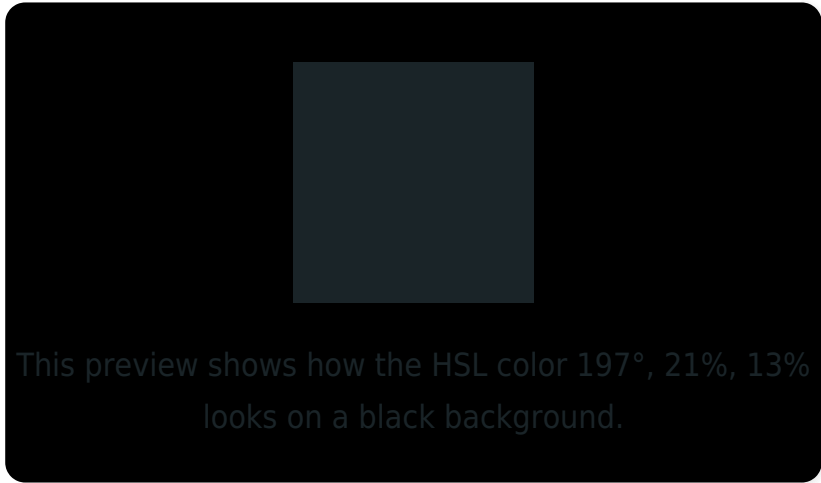 This preview shows how the HSL color 197°, 21%, 13%
looks on a black background.